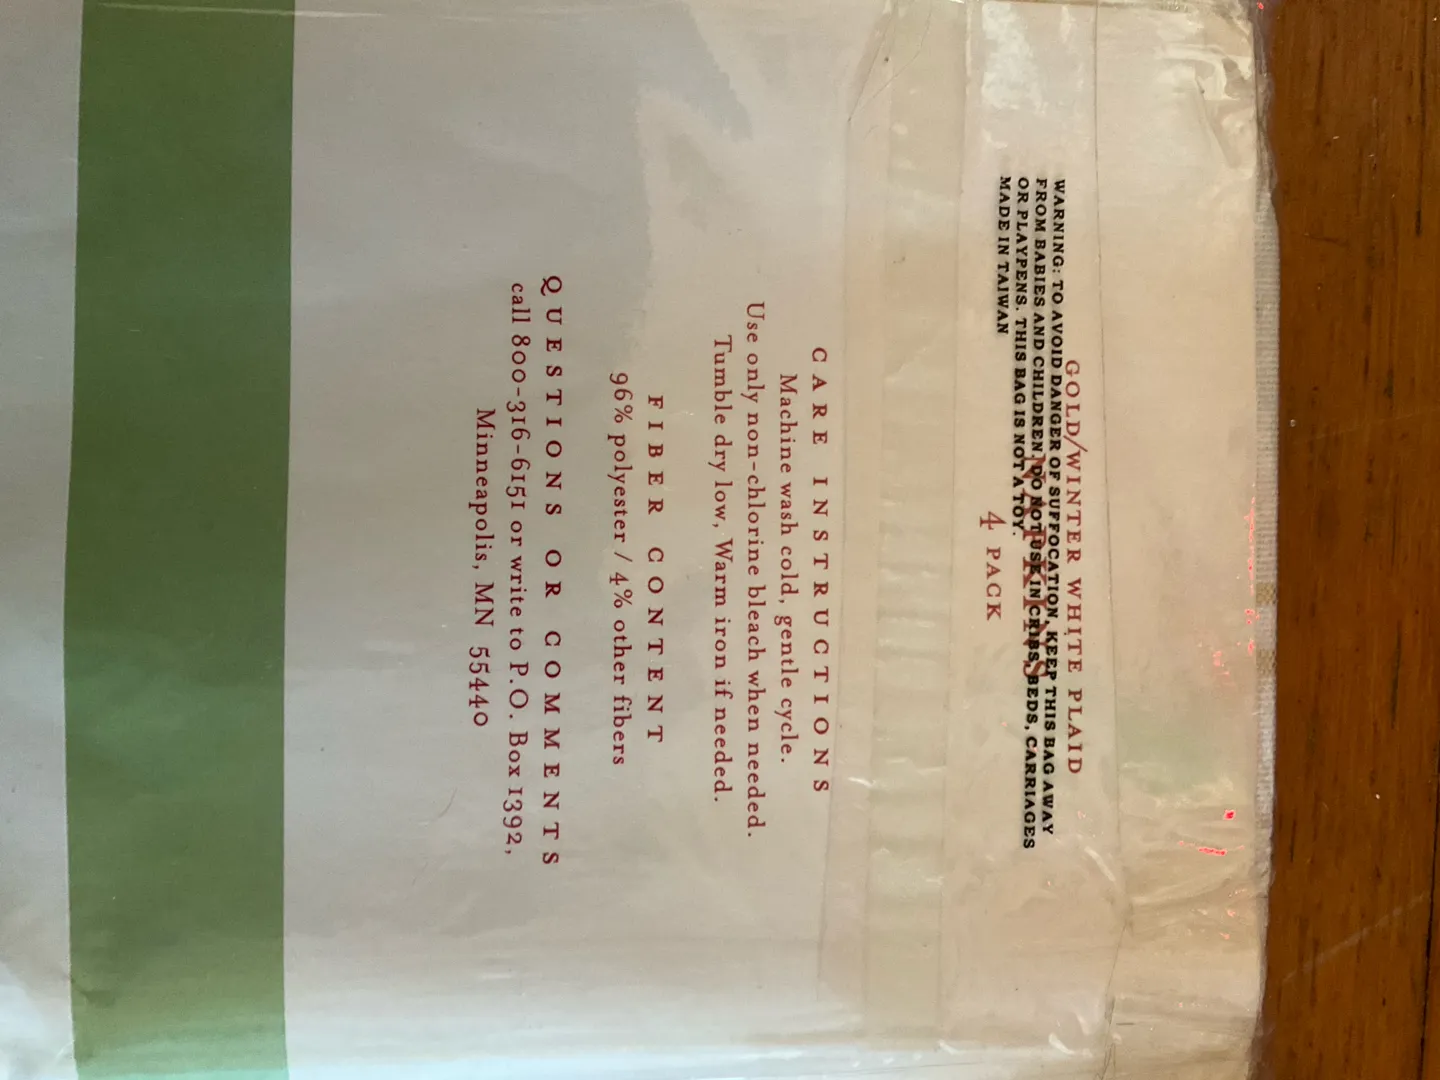 GOLD/WINTER WHITE PLAID
NAPKINS
4 PACK
WARNING: TO AVOID DANGER OF SUFFOCATION, KEEP THIS BAG AWAY
FROM BABIES AND CHILDREN. DO NOT USE IN CRIBS, BEDS, CARRIAGES
OR PLAYPENS. THIS BAG IS NOT A TOY.
MADE IN TAIWAN
CARE INSTRUCTIONS
Machine wash cold, gentle cycle.
Use only non-chlorine bleach when needed.
Tumble dry low, Warm iron if needed.
FIBER CONTENT
96% polyester / 4% other fibers
QUESTIONS OR COMMENTS
call 800-316-6151 or write to P.O. Box 1392,
Minneapolis, MN 55440